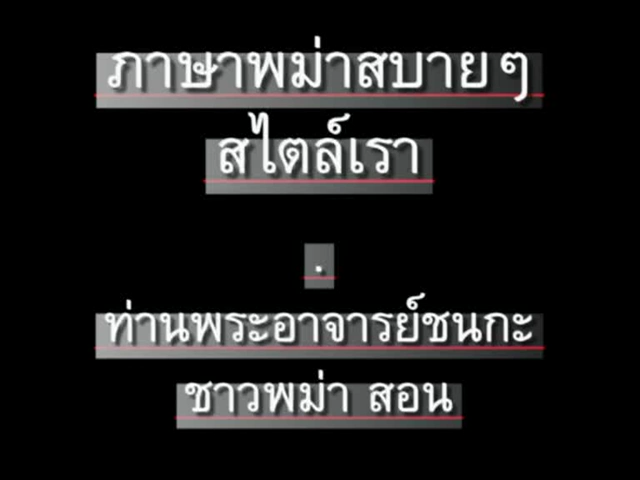 ภาษาพม่าสบายๆ
สไตล์เรา
.
ท่านพระอาจารย์ชนกะ
ชาวพม่า สอน